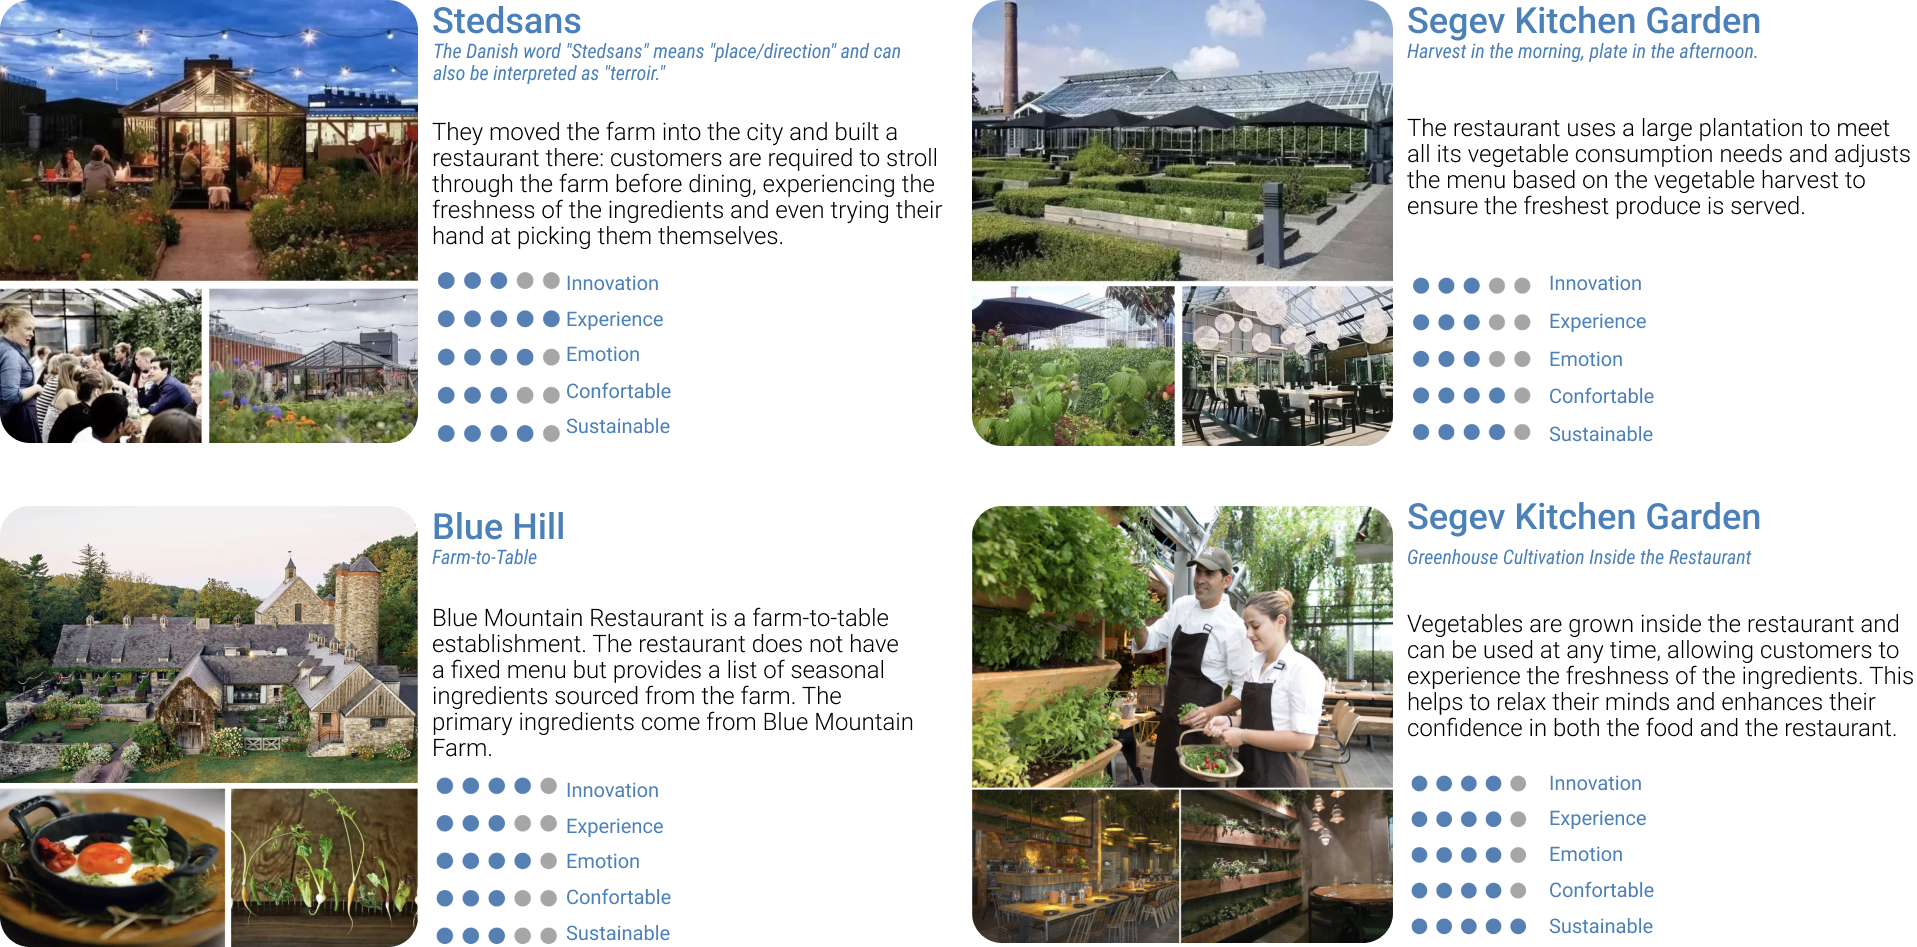 Stedsans
The Danish word "Stedsans" means "place/direction" and can
also be interpreted as "terroir."
They moved the farm into the city and built a
restaurant there: customers are required to stroll
through the farm before dining, experiencing the
freshness of the ingredients and even trying their
hand at picking them themselves.
Innovation
Experience
Emotion
Confortable
Sustainable
Segev Kitchen Garden
Harvest in the morning, plate in the afternoon.
The restaurant uses a large plantation to meet
all its vegetable consumption needs and adjusts
the menu based on the vegetable harvest to
ensure the freshest produce is served.
Innovation
Experience
Emotion
Confortable
Sustainable
Blue Hill
Farm-to-Table
Blue Mountain Restaurant is a farm-to-table
establishment. The restaurant does not have
a fixed menu but provides a list of seasonal
ingredients sourced from the farm. The
primary ingredients come from Blue Mountain
Farm.
Innovation
Experience
Emotion
Confortable
Sustainable
Segev Kitchen Garden
Greenhouse Cultivation Inside the Restaurant
Vegetables are grown inside the restaurant and
can be used at any time, allowing customers to
experience the freshness of the ingredients. This
helps to relax their minds and enhances their
confidence in both the food and the restaurant.
Innovation
Experience
Emotion
Confortable
Sustainable